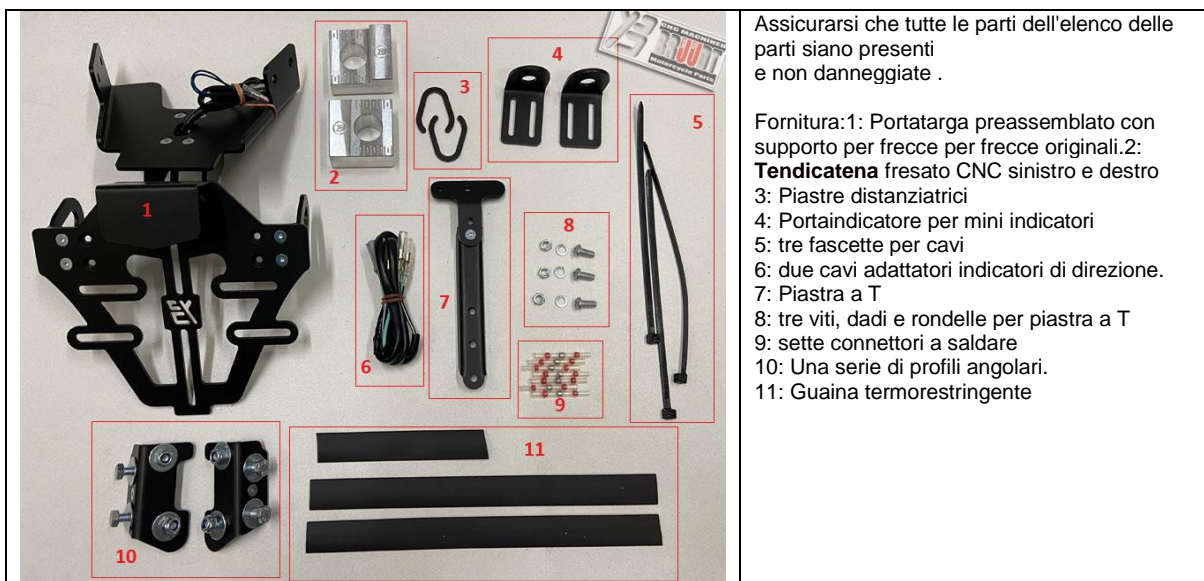 Assicurarsi che tutte le parti dell'elenco delle
parti siano presenti
e non danneggiate .
Fornitura:1: Portatarga preassemblato con
supporto per frecce per frecce originali.2:
Tendicatena fresato CNC sinistro e destro
3: Piastre distanziatrici
4: Portaindicatore per mini indicatori
5: tre fascette per cavi
6: due cavi adattatori indicatori di direzione.
7: Piastra a T
8: tre viti, dadi e rondelle per piastra a T
9: sette connettori a saldare
10: Una serie di profili angolari.
11: Guaina termorestringente
CNC MACHINED
Motorcycle Parts
1
2
3
4
5
6
7
8
9
10
11